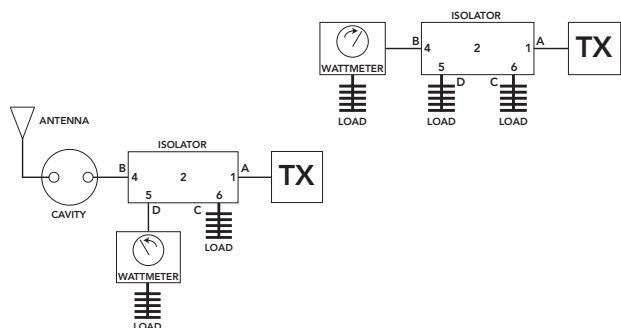 ISOLATOR
B 4 2 1 A
TX
WATTMETER
5 D C 6
LOAD LOAD LOAD
ANTENNA
ISOLATOR
B 4 2 1 A
TX
CAVITY
5 D C 6
LOAD
WATTMETER
LOAD